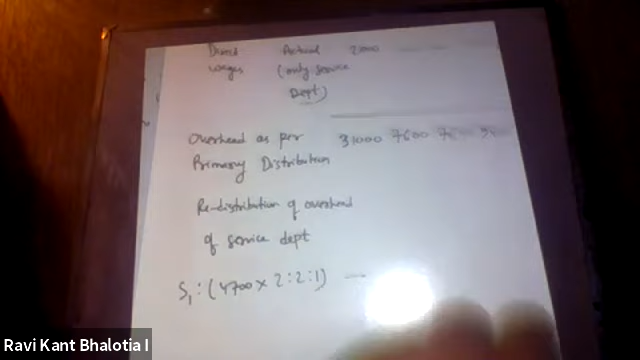 Direct Actual 2000
wages (only service
Dept)
Overhead as per 31000 7600
Primary Distribution
Re-distribution of overhead
of service dept
S1 : (4700 x 2:2:1) —
Ravi Kant Bhalotia I